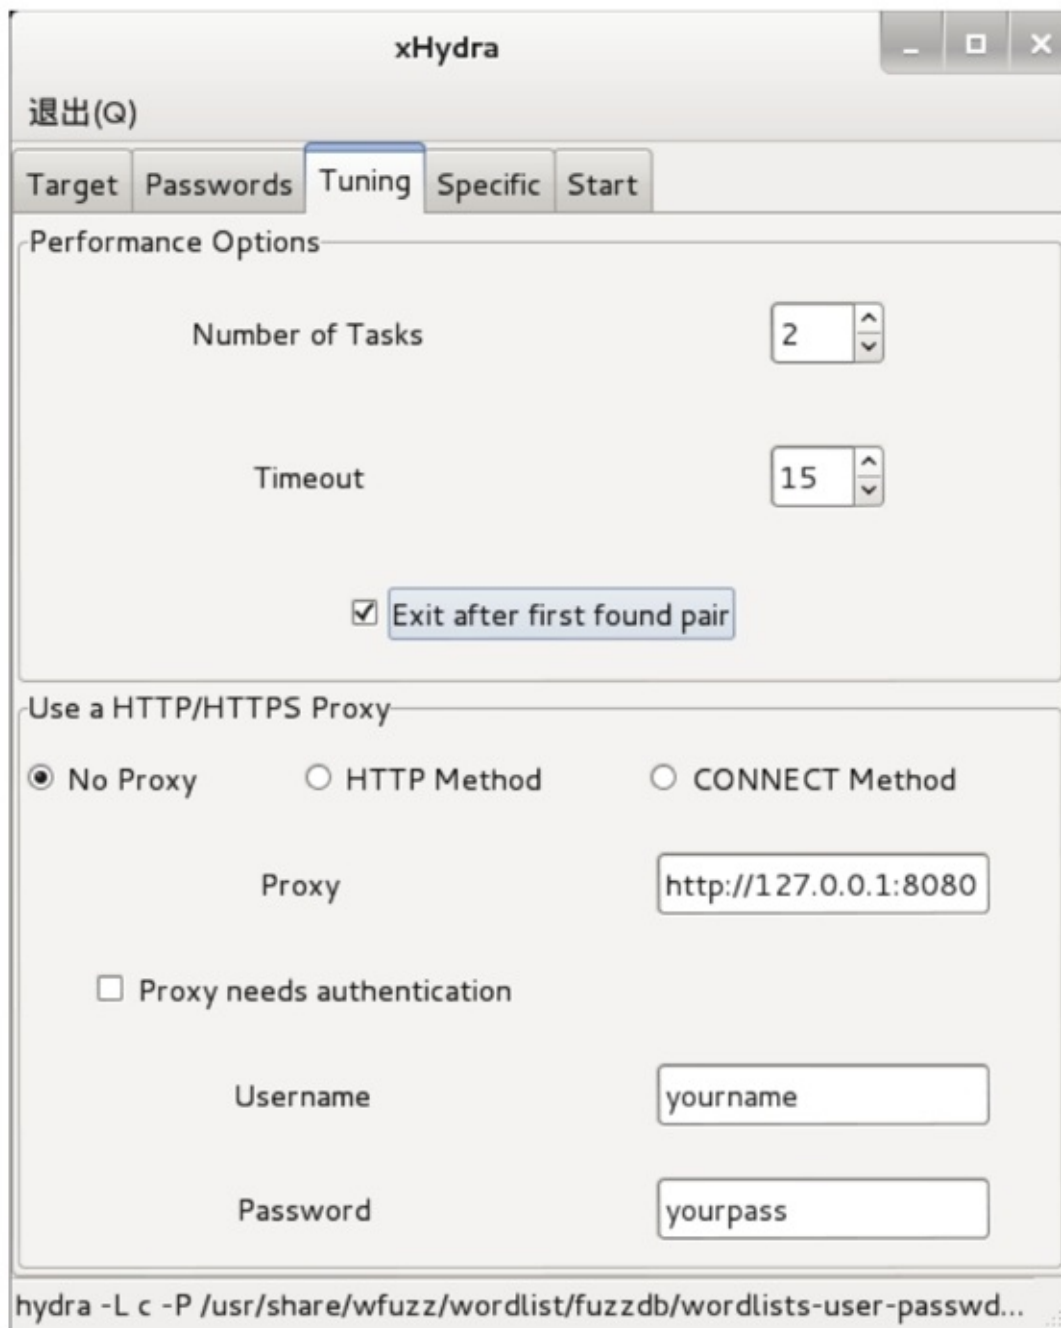 xHydra
退出(Q)
Target Passwords Tuning Specific Start
Performance Options
Number of Tasks 2
Timeout 15
Exit after first found pair
Use a HTTP/HTTPS Proxy
No Proxy HTTP Method CONNECT Method
Proxy http://127.0.0.1:8080
Proxy needs authentication
Username yourname
Password yourpass
hydra -L c -P /usr/share/wfuzz/wordlist/fuzzdb/wordlists-user-passwd...